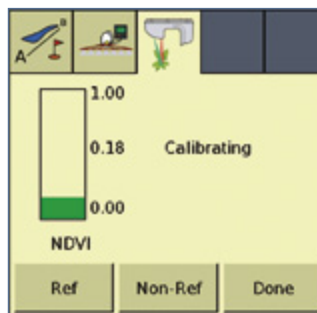 A B
1.00
0.18 Calibrating
0.00
NDVI
Ref Non-Ref Done